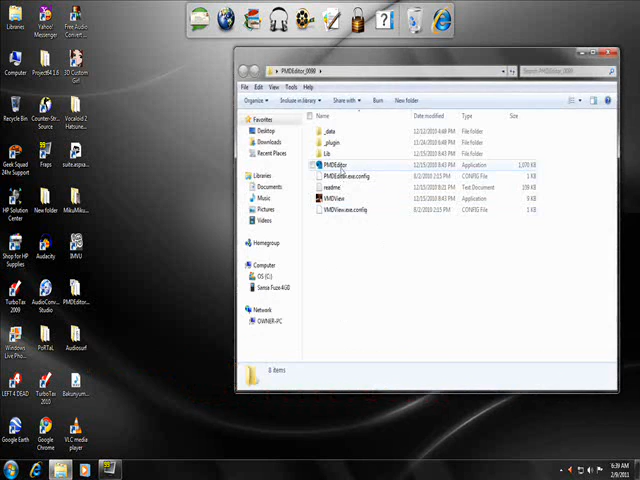 Libraries
Yahoo! Messenger
Free Audio Convert ...
Computer
Project64 1.6
3D Custom Girl
Recycle Bin
Counter-Str... Source
Vocaloid 2 Hatsune...
Geek Squad 24hr Support
Fraps
suite.aspx...
HP Solution Center
New folder
MikuMiku...
Shop for HP Supplies
Audacity
IMVU
TurboTax 2009
AudioConv... Studio
PMDEditor...
Windows Live Pho...
PoRTaL
Audiosurf
LEFT 4 DEAD
TurboTax 2010
Bakunyum...
Google Earth
Google Chrome
VLC media player
PMDEditor_0099
Search PMDEditor_0099
File Edit View Tools Help
Organize Include in library Share with Burn New folder
Favorites
Desktop
Downloads
Recent Places
Libraries
Documents
Music
Pictures
Videos
Homegroup
Computer
OS (C:)
Sansa Fuze 4GB
Network
OWNER-PC
Name Date modified Type Size
_data 12/12/2010 4:48 PM File folder
_plugin 12/12/2010 4:48 PM File folder
Lib 12/15/2010 8:43 PM File folder
PMDEditor 12/15/2010 8:43 PM Application 1,070 KB
PMDEditor.exe.config 8/2/2010 2:15 PM CONFIG File 1 KB
readme 12/15/2010 8:21 PM Text Document 159 KB
VMDView 12/15/2010 8:43 PM Application 9 KB
VMDView.exe.config 8/2/2010 2:15 PM CONFIG File 1 KB
8 items
6:39 AM
2/9/2011